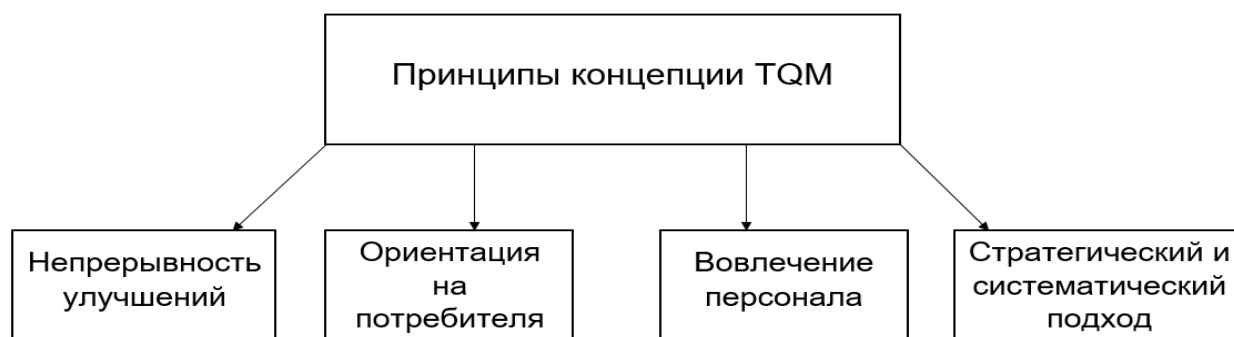 Принципы концепции TQM
Непрерывность
улучшений
Ориентация
на
потребителя
Вовлечение
персонала
Стратегический и
систематический
подход